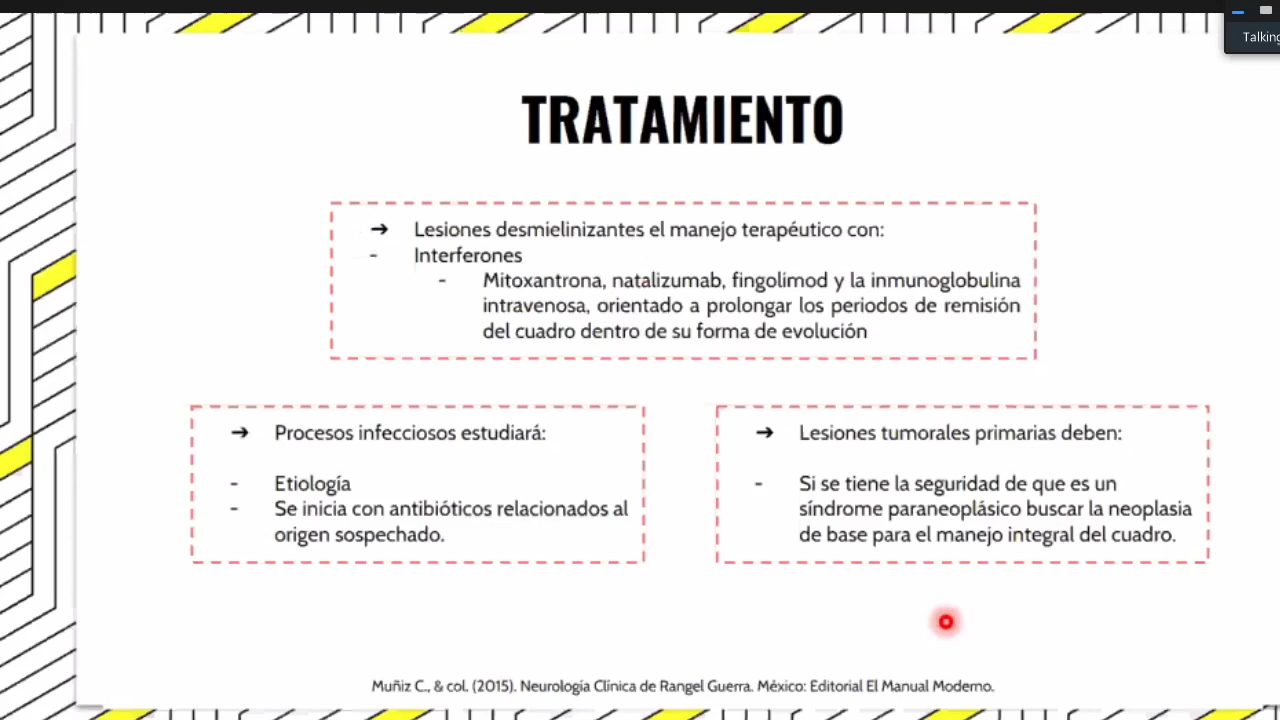 Talking
TRATAMIENTO
➔ Lesiones desmielinizantes el manejo terapéutico con:
- Interferones
- Mitoxantrona, natalizumab, fingolimod y la inmunoglobulina
intravenosa, orientado a prolongar los periodos de remisión
del cuadro dentro de su forma de evolución
➔ Procesos infecciosos estudiará:
- Etiología
- Se inicia con antibióticos relacionados al
origen sospechado.
➔ Lesiones tumorales primarias deben:
- Si se tiene la seguridad de que es un
síndrome paraneoplásico buscar la neoplasia
de base para el manejo integral del cuadro.
Muñiz C., & col. (2015). Neurología Clínica de Rangel Guerra. México: Editorial El Manual Moderno.